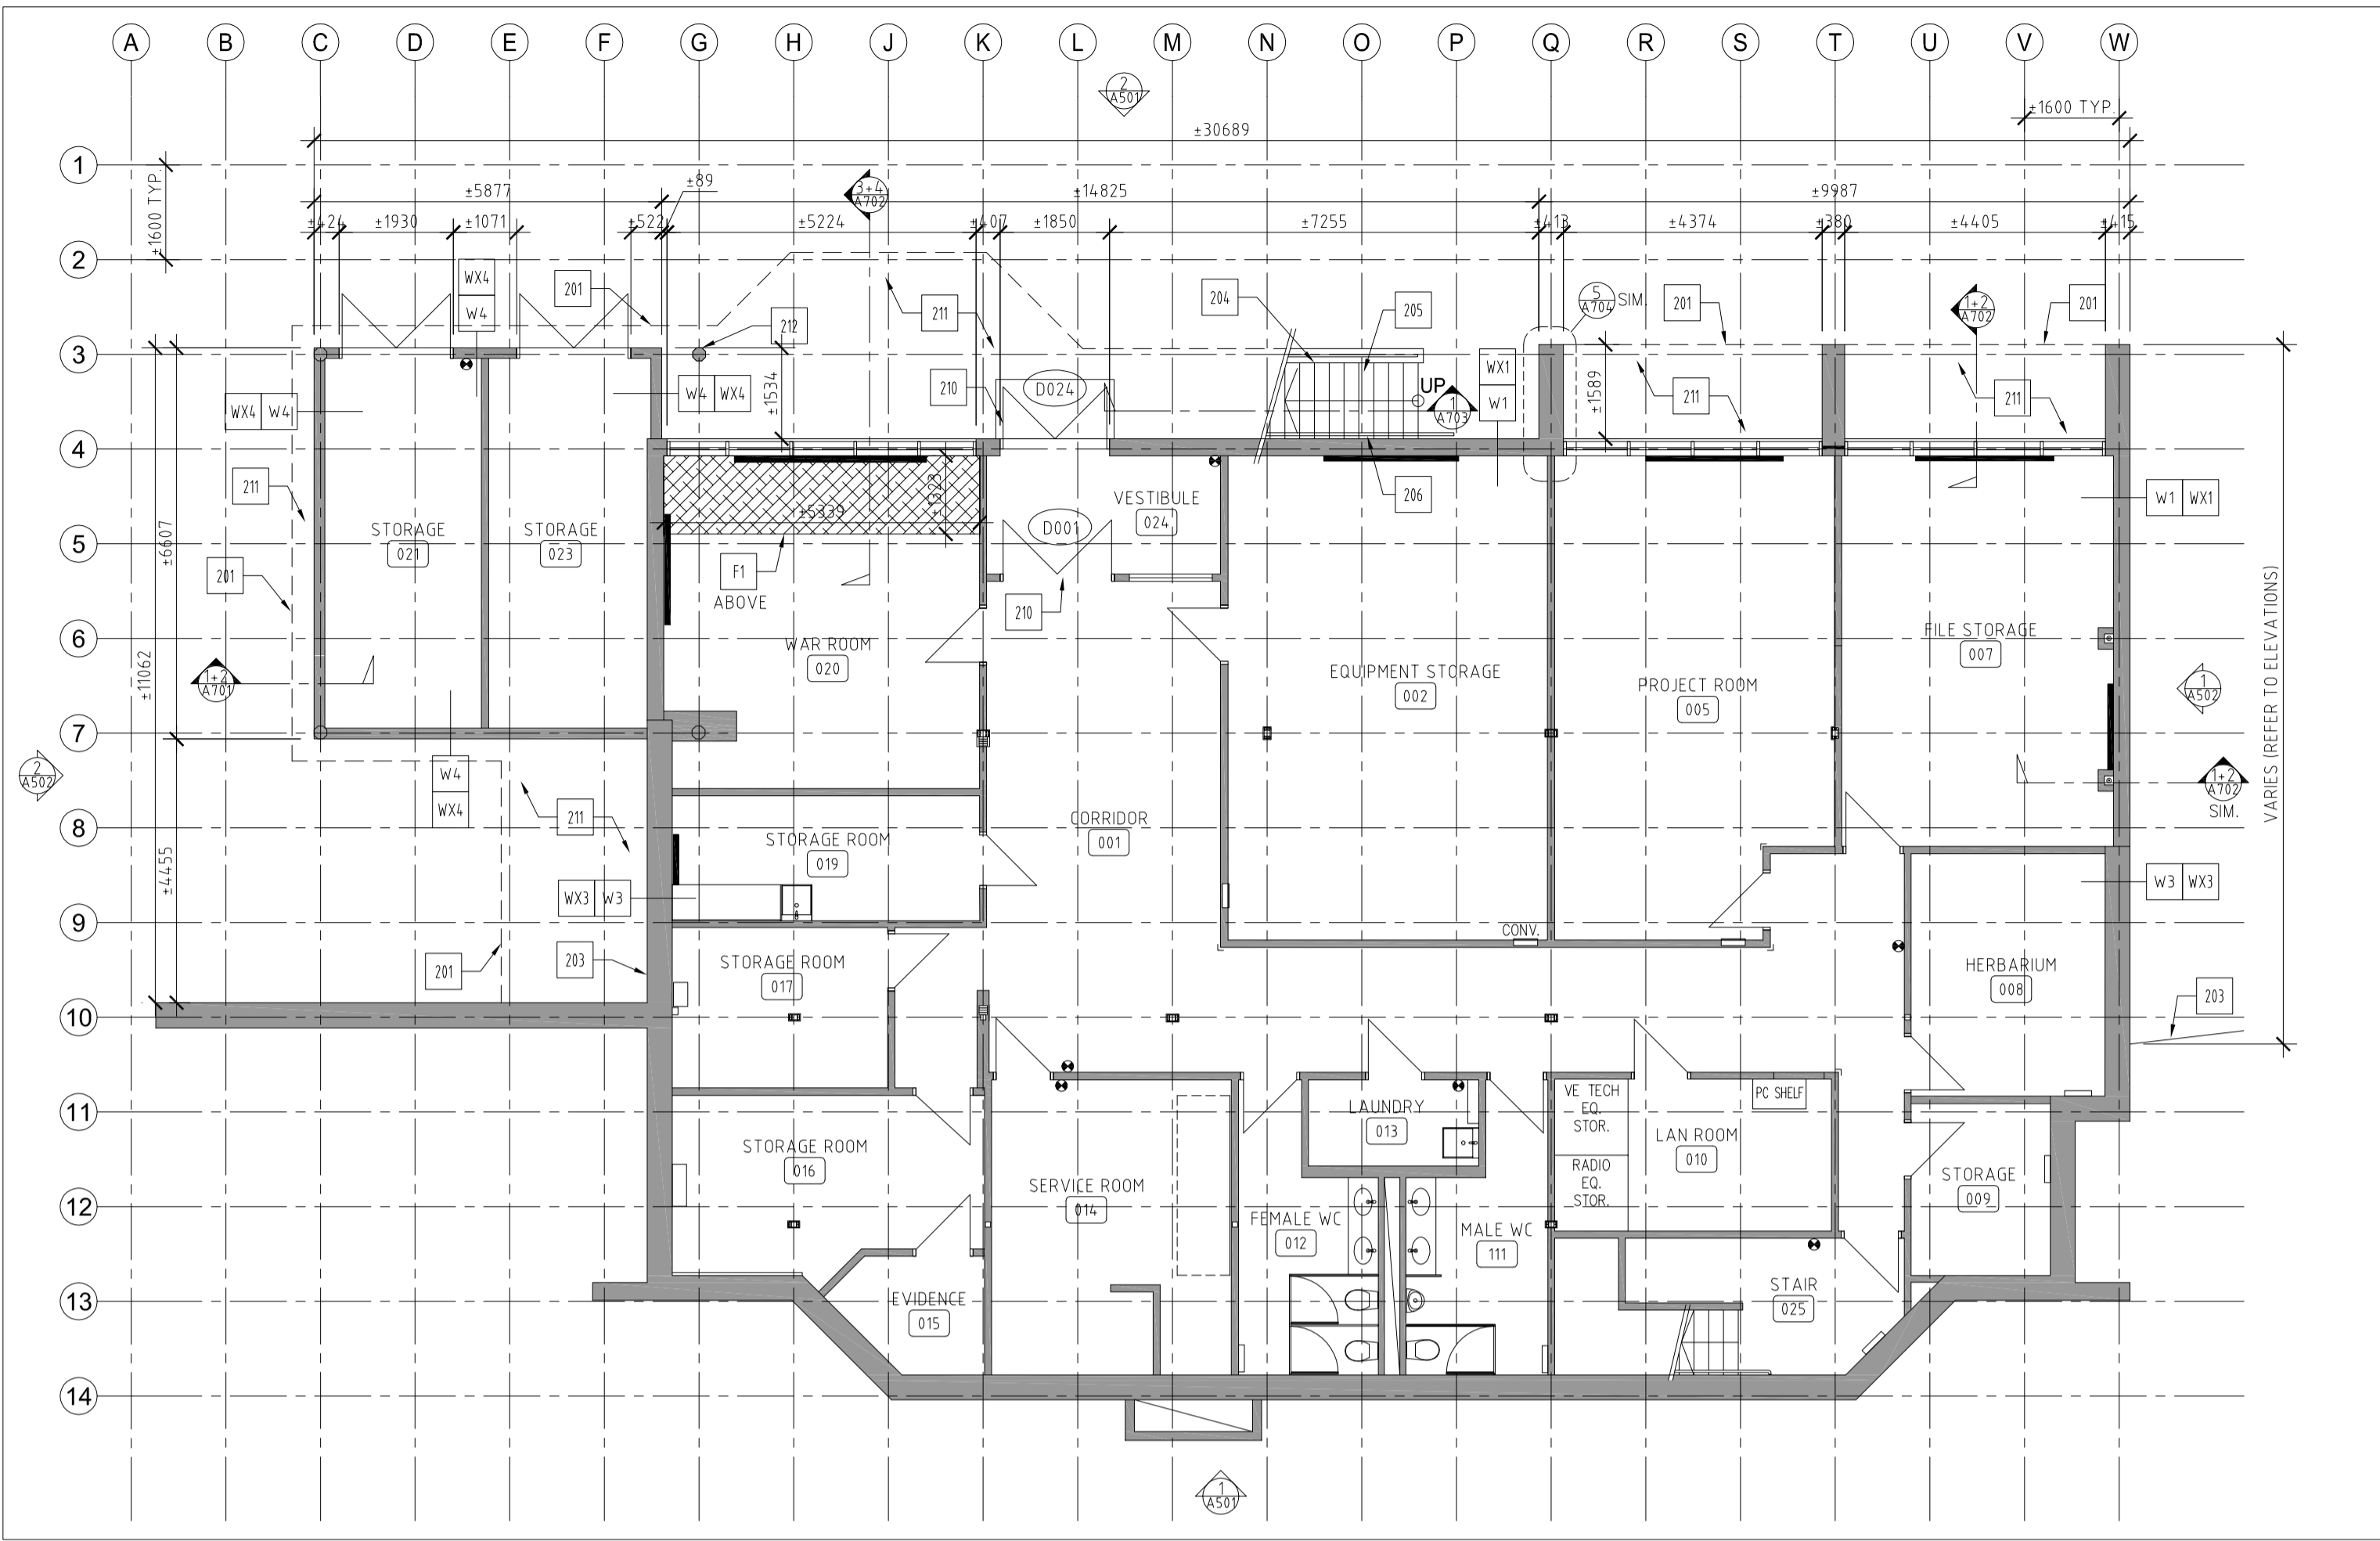 A B C D E F G H J K L M N O P Q R S T U V W
2
A501
±1600 TYP.
±30689
1
±1600 TYP.
±5877
±89
3+4
A702
±14825
±9987
±424
±1930
±1071
±522
±5224
±407
±1850
±7255
±413
±4374
±380
±4405
±415
2
WX4
W4
201
212
211
204
205
5
A704
SIM.
201
1+2
A702
201
3
WX4 W4
W4 WX4
±1534
210
D024
UP
1
A703
WX1
W1
±1589
211
211
4
211
±1323
VESTIBULE
024
206
W1 WX1
±5339
D001
5
STORAGE
021
STORAGE
023
±6607
201
F1
ABOVE
210
VARIES (REFER TO ELEVATIONS)
6
WAR ROOM
020
FILE STORAGE
007
±11062
1+2
A701
EQUIPMENT STORAGE
002
PROJECT ROOM
005
1
A502
7
2
A502
W4
WX4
1+2
A702
SIM.
211
8
CORRIDOR
001
STORAGE ROOM
019
±4455
WX3 W3
W3 WX3
9
CONV.
201
203
STORAGE ROOM
017
HERBARIUM
008
203
10
11
VE TECH
EQ.
STOR.
PC SHELF
LAUNDRY
013
LAN ROOM
010
STORAGE ROOM
016
RADIO
EQ.
STOR.
STORAGE
009
SERVICE ROOM
014
12
FEMALE WC
012
MALE WC
111
13
EVIDENCE
015
STAIR
025
14
1
A501